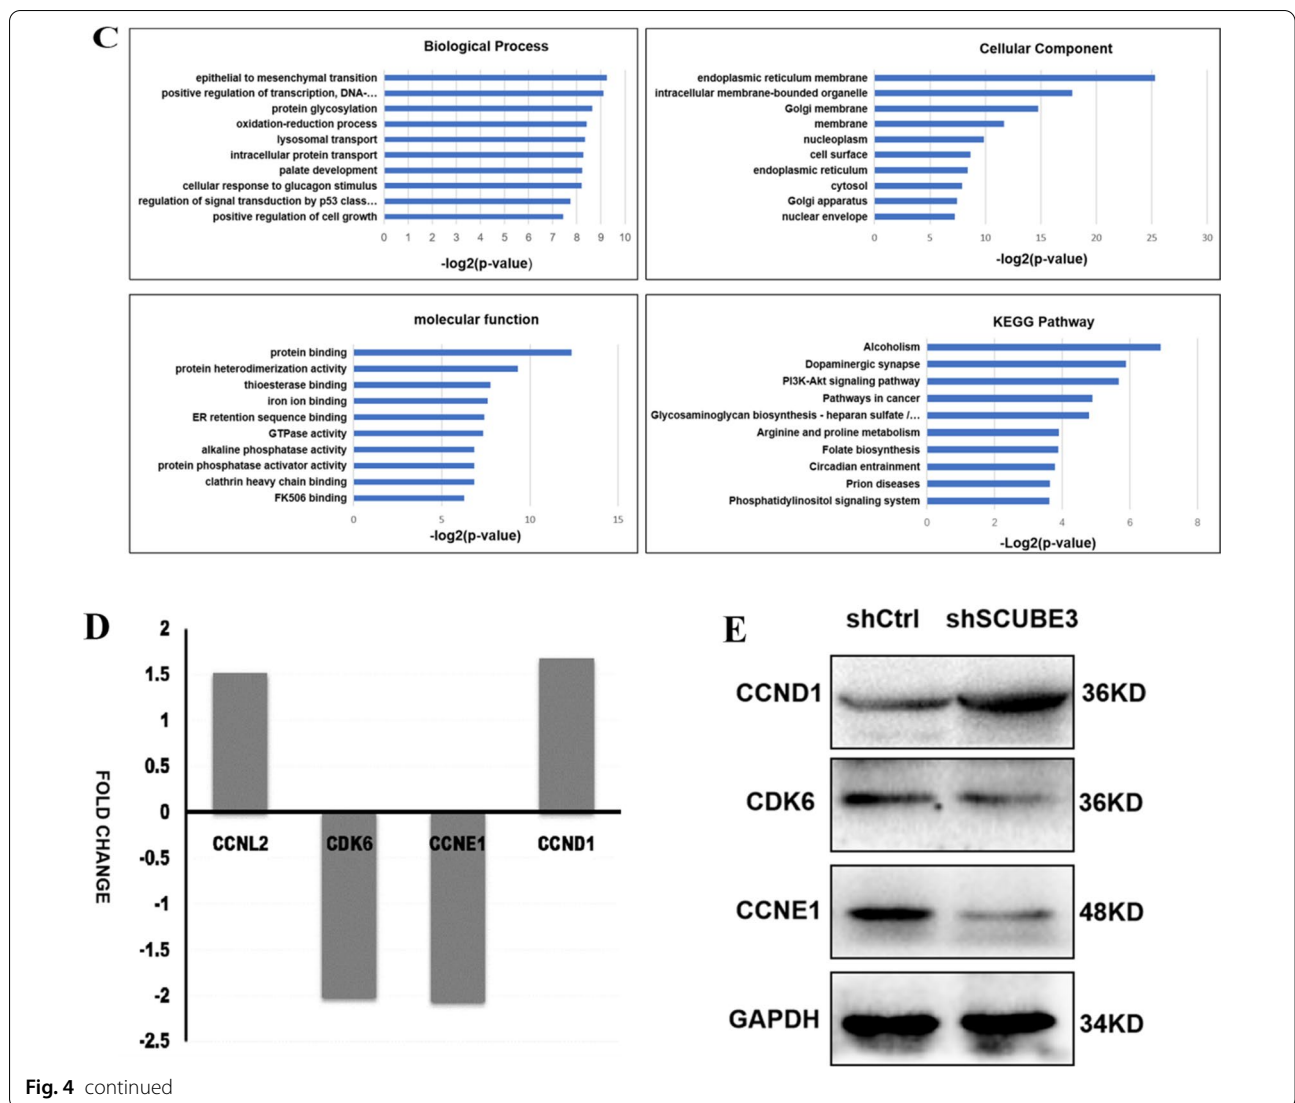 C
Biological Process
epithelial to mesenchymal transition
positive regulation of transcription, DNA-...
protein glycosylation
oxidation-reduction process
lysosomal transport
intracellular protein transport
palate development
cellular response to glucagon stimulus
regulation of signal transduction by p53 class...
positive regulation of cell growth
0 1 2 3 4 5 6 7 8 9 10
-log2(p-value)
Cellular Component
endoplasmic reticulum membrane
intracellular membrane-bounded organelle
Golgi membrane
membrane
nucleoplasm
cell surface
endoplasmic reticulum
cytosol
Golgi apparatus
nuclear envelope
0 5 10 15 20 25 30
-log2(p-value)
molecular function
protein binding
protein heterodimerization activity
thioesterase binding
iron ion binding
ER retention sequence binding
GTPase activity
alkaline phosphatase activity
protein phosphatase activator activity
clathrin heavy chain binding
FK506 binding
0 5 10 15
-log2(p-value)
KEGG Pathway
Alcoholism
Dopaminergic synapse
PI3K-Akt signaling pathway
Pathways in cancer
Glycosaminoglycan biosynthesis - heparan sulfate /...
Arginine and proline metabolism
Folate biosynthesis
Circadian entrainment
Prion diseases
Phosphatidylinositol signaling system
0 2 4 6 8
-Log2(p-value)
D
FOLD CHANGE
2
1.5
1
0.5
0
-0.5
-1
-1.5
-2
-2.5
CCNL2 CDK6 CCNE1 CCND1
E
shCtrl shSCUBE3
CCND1 36KD
CDK6 36KD
CCNE1 48KD
GAPDH 34KD
Fig. 4 continued